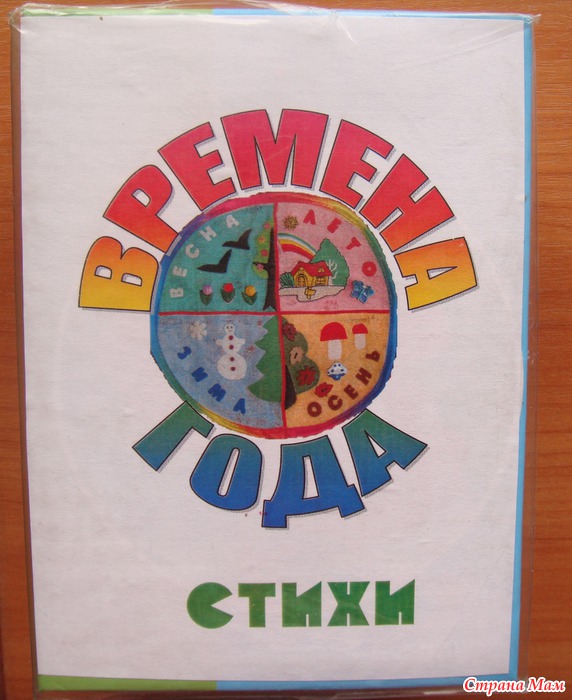 ВРЕМЕНА
ВЕСНА
ЛЕТО
ЗИМА
ОСЕНЬ
ГОДА
СТИХИ
Страна Мам